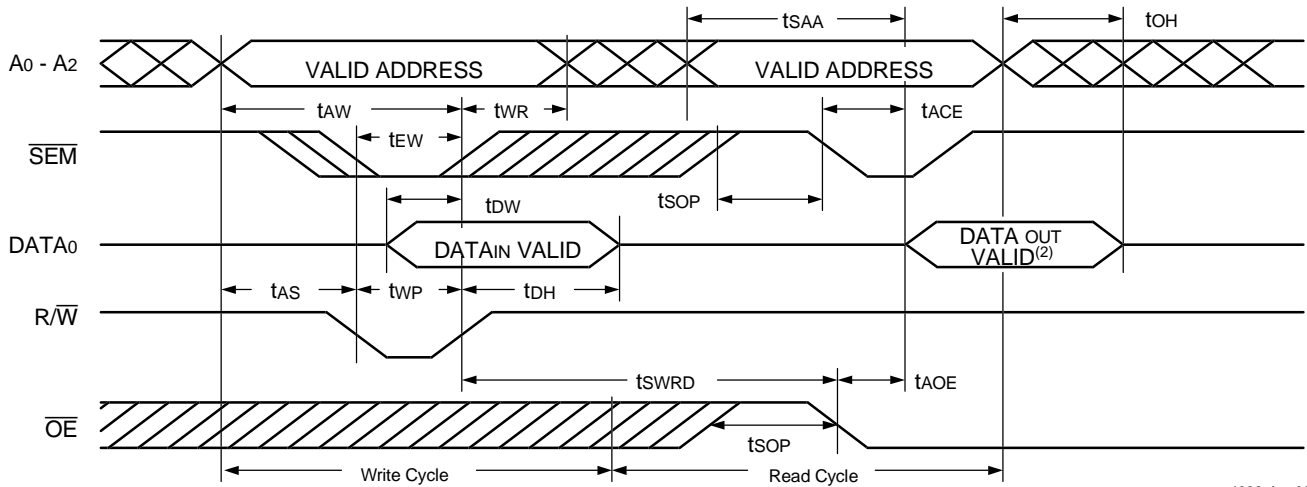 tSAA
tOH
A0 - A2
VALID ADDRESS
VALID ADDRESS
tAW
tWR
tACE
tEW
SEM
tSOP
tDW
DATA0
DATAIN VALID
DATA OUT
VALID(2)
tAS
tWP
tDH
R/W
tSWRD
tAOE
OE
tSOP
Write Cycle
Read Cycle